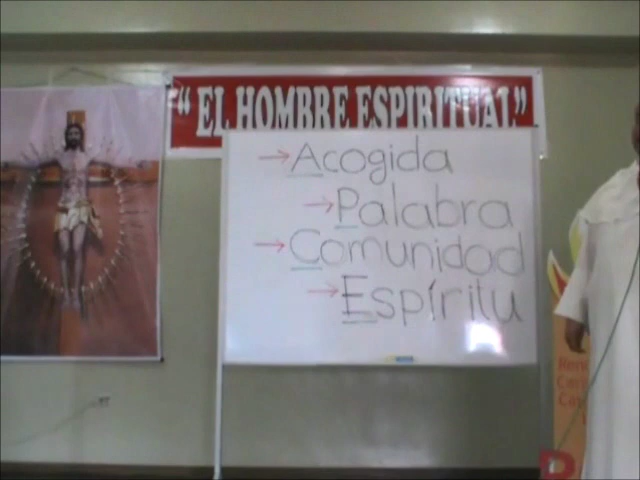 “EL HOMBRE ESPIRITUAL”
→ Acogida
→ Palabra
→ Comunidad
→ Espíritu